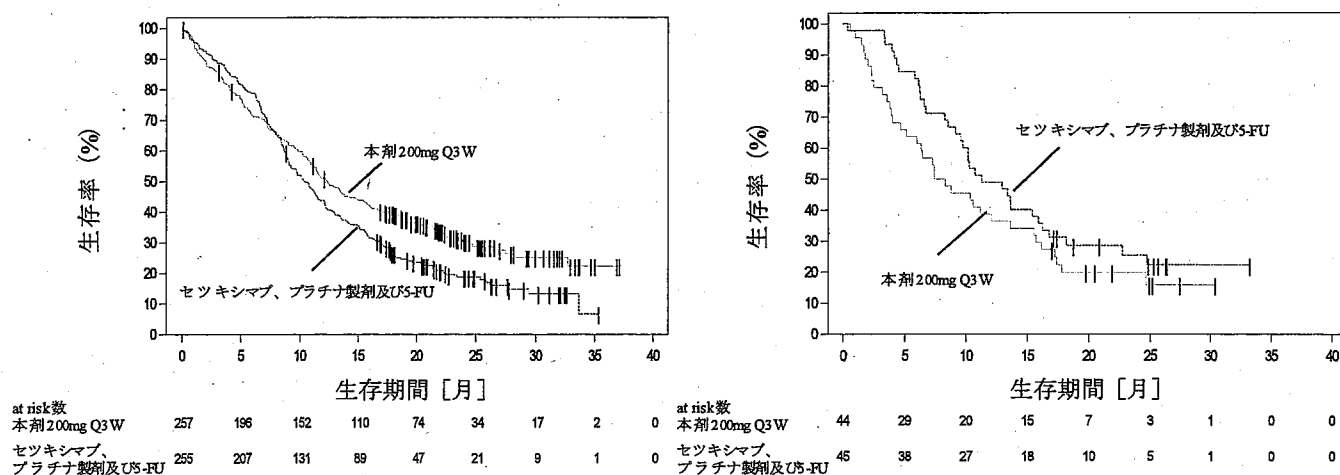 100
90
80
70
60
50
40
30
20
10
0
生存率 (%)
本剤200mg Q3W
セツキシマブ、プラチナ製剤及び5-FU
0 5 10 15 20 25 30 35 40
生存期間 [月]
at risk数
本剤200mg Q3W 257 196 152 110 74 34 17 2 0
セツキシマブ、
プラチナ製剤及び5-FU 255 207 131 89 47 21 9 1 0
100
90
80
70
60
50
40
30
20
10
0
生存率 (%)
セツキシマブ、プラチナ製剤及び5-FU
本剤200mg Q3W
0 5 10 15 20 25 30 35 40
生存期間 [月]
at risk数
本剤200mg Q3W 44 29 20 15 7 3 1 0 0
セツキシマブ、
プラチナ製剤及び5-FU 45 38 27 18 10 5 1 0 0